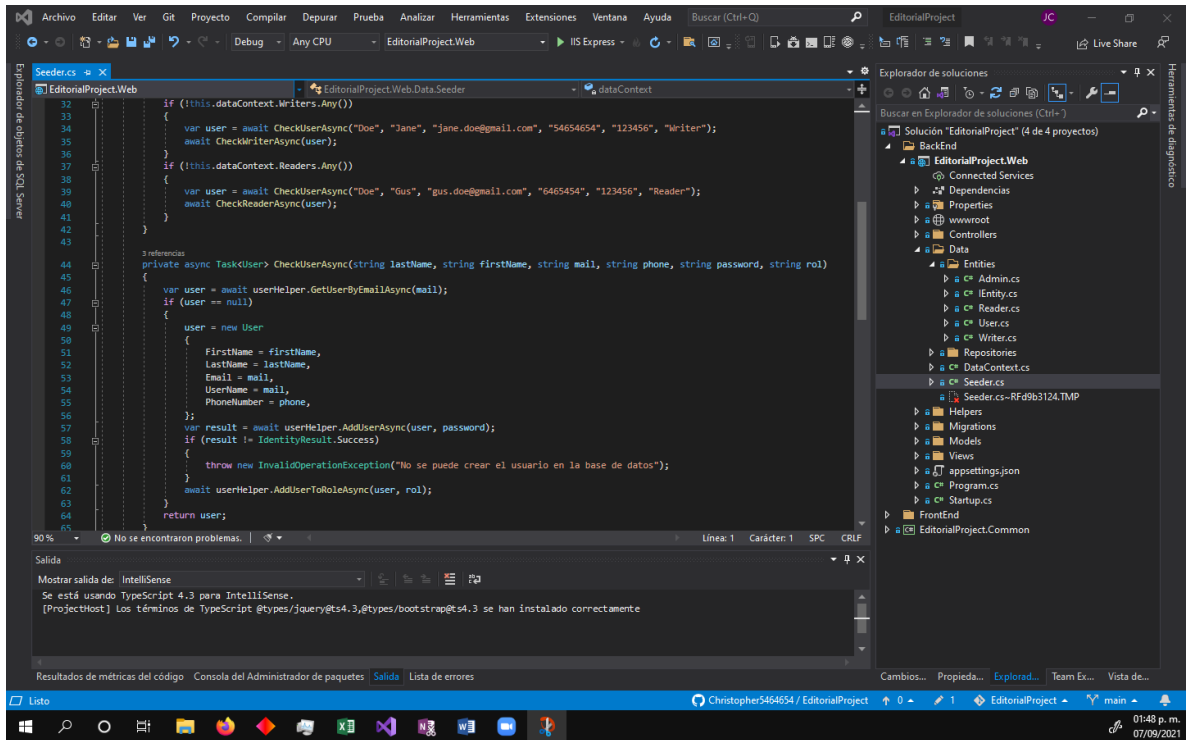 Archivo Editar Ver Git Proyecto Compilar Depurar Prueba Analizar Herramientas Extensiones Ventana Ayuda Buscar (Ctrl+Q) EditorialProject JC
Debug Any CPU EditorialProject.Web IIS Express Live Share
Explorador de objetos de SQL Server
Seeder.cs
EditorialProject.Web EditorialProject.Web.Data.Seeder dataContext
32 if (!this.dataContext.Writers.Any())
33 {
34 var user = await CheckUserAsync("Doe", "Jane", "jane.doe@gmail.com", "54654654", "123456", "Writer");
35 await CheckWriterAsync(user);
36 }
37 if (!this.dataContext.Readers.Any())
38 {
39 var user = await CheckUserAsync("Doe", "Gus", "gus.doe@gmail.com", "6465454", "123456", "Reader");
40 await CheckReaderAsync(user);
41 }
42 }
43
3 referencias
44 private async Task<User> CheckUserAsync(string lastName, string firstName, string mail, string phone, string password, string rol)
45 {
46 var user = await userHelper.GetUserByEmailAsync(mail);
47 if (user == null)
48 {
49 user = new User
50 {
51 FirstName = firstName,
52 LastName = lastName,
53 Email = mail,
54 UserName = mail,
55 PhoneNumber = phone,
56 };
57 var result = await userHelper.AddUserAsync(user, password);
58 if (result != IdentityResult.Success)
59 {
60 throw new InvalidOperationException("No se puede crear el usuario en la base de datos");
61 }
62 await userHelper.AddUserToRoleAsync(user, rol);
63 }
64 return user;
65 }
90 % No se encontraron problemas. Línea: 1 Carácter: 1 SPC CRLF
Salida
Mostrar salida de: IntelliSense
Se está usando TypeScript 4.3 para IntelliSense.
[ProjectHost] Los términos de TypeScript @types/jquery@ts4.3,@types/bootstrap@ts4.3 se han instalado correctamente
Resultados de métricas del código Consola del Administrador de paquetes Salida Lista de errores
Explorador de soluciones
Buscar en Explorador de soluciones (Ctrl+´)
Solución "EditorialProject" (4 de 4 proyectos)
BackEnd
EditorialProject.Web
Connected Services
Dependencias
Properties
wwwroot
Controllers
Data
Entities
C# Admin.cs
C# IEntity.cs
C# Reader.cs
C# User.cs
C# Writer.cs
Repositories
C# DataContext.cs
C# Seeder.cs
Seeder.cs~RFd9b3124.TMP
Helpers
Migrations
Models
Views
appsettings.json
C# Program.cs
C# Startup.cs
FrontEnd
C# EditorialProject.Common
Cambios... Propieda... Explorad... Team Ex... Vista de...
Herramientas de diagnóstico
Listo Christopher5464654 / EditorialProject 0 1 EditorialProject main
01:48 p. m.
07/09/2021